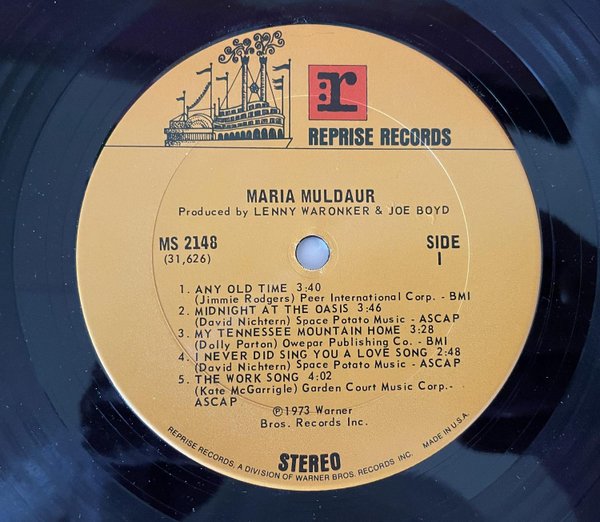 r
REPRISE RECORDS
MARIA MULDAUR
Produced by LENNY WARONKER & JOE BOYD
MS 2148
(31,626)
SIDE
1
1. ANY OLD TIME 3:40
(Jimmie Rodgers) Peer International Corp. - BMI
2. MIDNIGHT AT THE OASIS 3:46
(David Nichtern) Space Potato Music - ASCAP
3. MY TENNESSEE MOUNTAIN HOME 3:28
(Dolly Parton) Owepar Publishing Co. - BMI
4. I NEVER DID SING YOU A LOVE SONG 2:48
(David Nichtern) Space Potato Music - ASCAP
5. THE WORK SONG 4:02
(Kate McGarrigle) Garden Court Music Corp.-
ASCAP
℗1973 Warner
Bros. Records Inc.
STEREO
REPRISE RECORDS, A DIVISION OF WARNER BROS. RECORDS INC. MADE IN U.S.A.